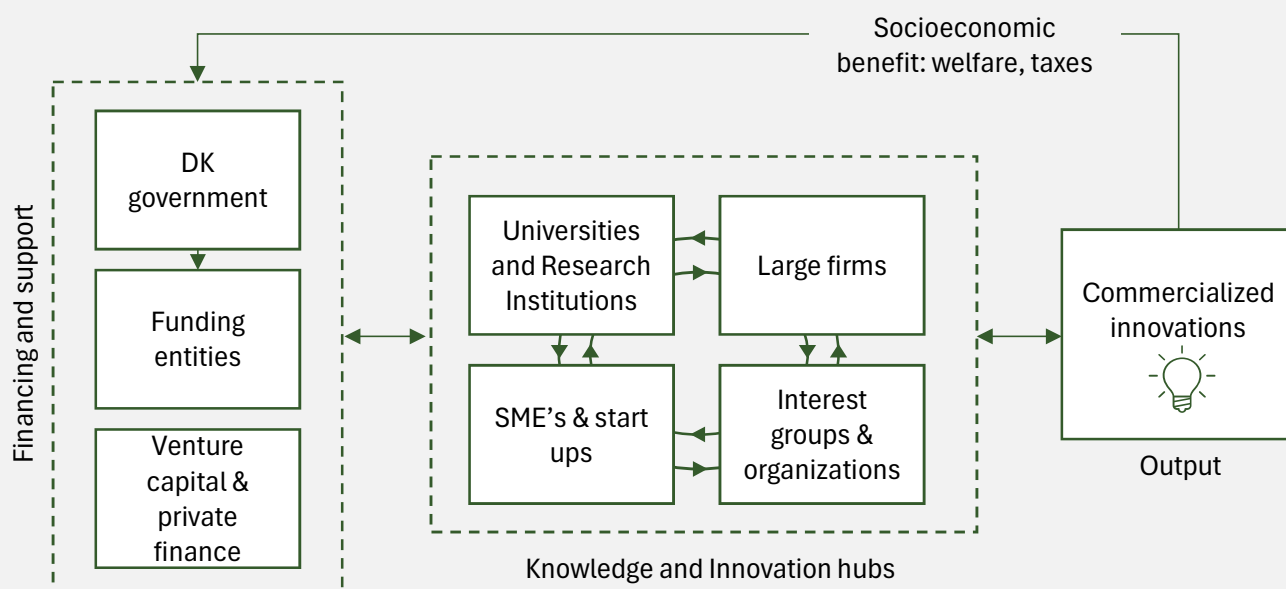 Socioeconomic
benefit: welfare, taxes
Financing and support
DK
government
Funding
entities
Venture
capital &
private
finance
Universities
and Research
Institutions
Large firms
SME's & start
ups
Interest
groups &
organizations
Knowledge and Innovation hubs
Commercialized
innovations
Output